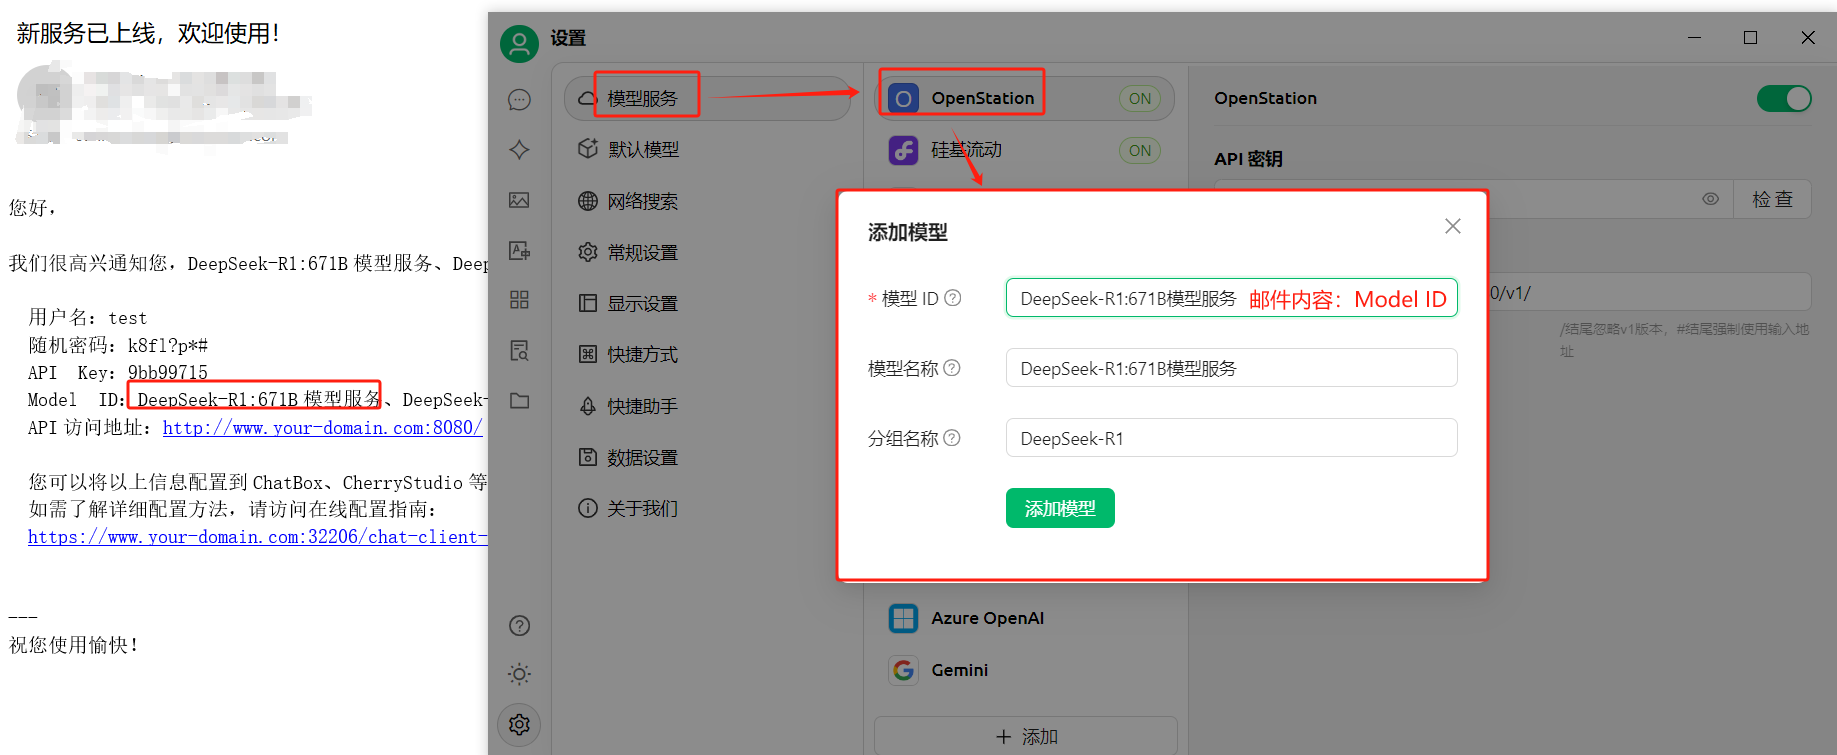 新服务已上线，欢迎使用！
您好，
我们很高兴通知您，DeepSeek-R1:671B 模型服务、Deep
用户名：test
随机密码：k8fl?p*#
API Key：9bb99715
Model ID：DeepSeek-R1:671B 模型服务、DeepSeek-
API 访问地址：http://www.your-domain.com:8080/
您可以将以上信息配置到 ChatBox、CherryStudio 等
如需了解详细配置方法，请访问在线配置指南：
https://www.your-domain.com:32206/chat-client-
---
祝您使用愉快！
设置
模型服务
默认模型
网络搜索
常规设置
显示设置
快捷方式
快捷助手
数据设置
关于我们
OpenStation ON
硅基流动 ON
Azure OpenAI
Gemini
添加
OpenStation
API 密钥
检 查
0/v1/
/结尾忽略v1版本，#结尾强制使用输入地
址
添加模型
* 模型 ID DeepSeek-R1:671B模型服务 邮件内容：Model ID
模型名称 DeepSeek-R1:671B模型服务
分组名称 DeepSeek-R1
添加模型